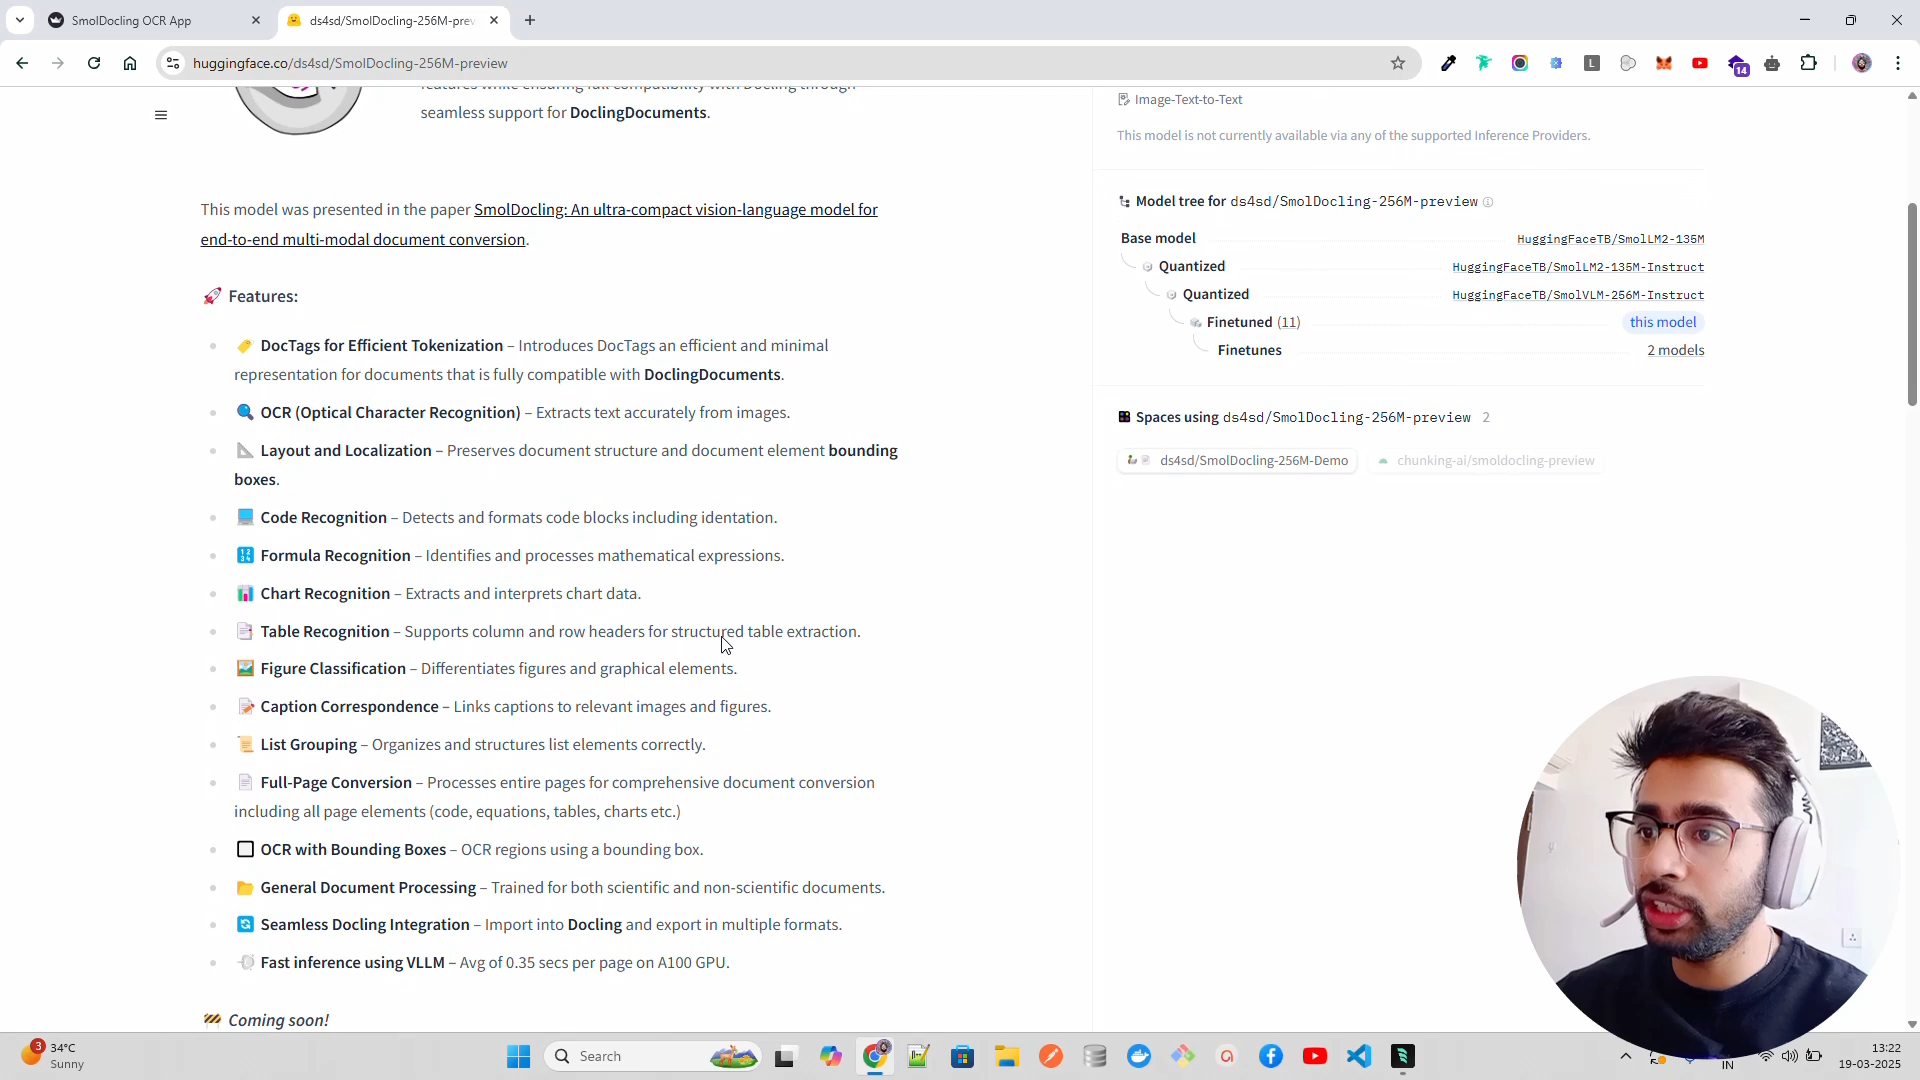 SmolDocling OCR App
ds4sd/SmolDocling-256M-prev
huggingface.co/ds4sd/SmolDocling-256M-preview
L
14
features while ensuring full compatibility with Docling through
seamless support for DoclingDocuments.
This model was presented in the paper SmolDocling: An ultra-compact vision-language model for
end-to-end multi-modal document conversion.
🚀 Features:
🏷️ DocTags for Efficient Tokenization – Introduces DocTags an efficient and minimal
representation for documents that is fully compatible with DoclingDocuments.
🔍 OCR (Optical Character Recognition) – Extracts text accurately from images.
📐 Layout and Localization – Preserves document structure and document element bounding
boxes.
💻 Code Recognition – Detects and formats code blocks including identation.
🔢 Formula Recognition – Identifies and processes mathematical expressions.
📊 Chart Recognition – Extracts and interprets chart data.
📑 Table Recognition – Supports column and row headers for structured table extraction.
🖼️ Figure Classification – Differentiates figures and graphical elements.
📝 Caption Correspondence – Links captions to relevant images and figures.
📜 List Grouping – Organizes and structures list elements correctly.
📄 Full-Page Conversion – Processes entire pages for comprehensive document conversion
including all page elements (code, equations, tables, charts etc.)
🔲 OCR with Bounding Boxes – OCR regions using a bounding box.
📂 General Document Processing – Trained for both scientific and non-scientific documents.
🔄 Seamless Docling Integration – Import into Docling and export in multiple formats.
💨 Fast inference using VLLM – Avg of 0.35 secs per page on A100 GPU.
🚧 Coming soon!
Image-Text-to-Text
This model is not currently available via any of the supported Inference Providers.
Model tree for ds4sd/SmolDocling-256M-preview
Base model HuggingFaceTB/SmolLM2-135M
Quantized HuggingFaceTB/SmolLM2-135M-Instruct
Quantized HuggingFaceTB/SmolVLM-256M-Instruct
Finetuned (11) this model
Finetunes 2 models
Spaces using ds4sd/SmolDocling-256M-preview 2
ds4sd/SmolDocling-256M-Demo chunking-ai/smoldocling-preview
3
34°C
Sunny
Search
IN
13:22
19-03-2025